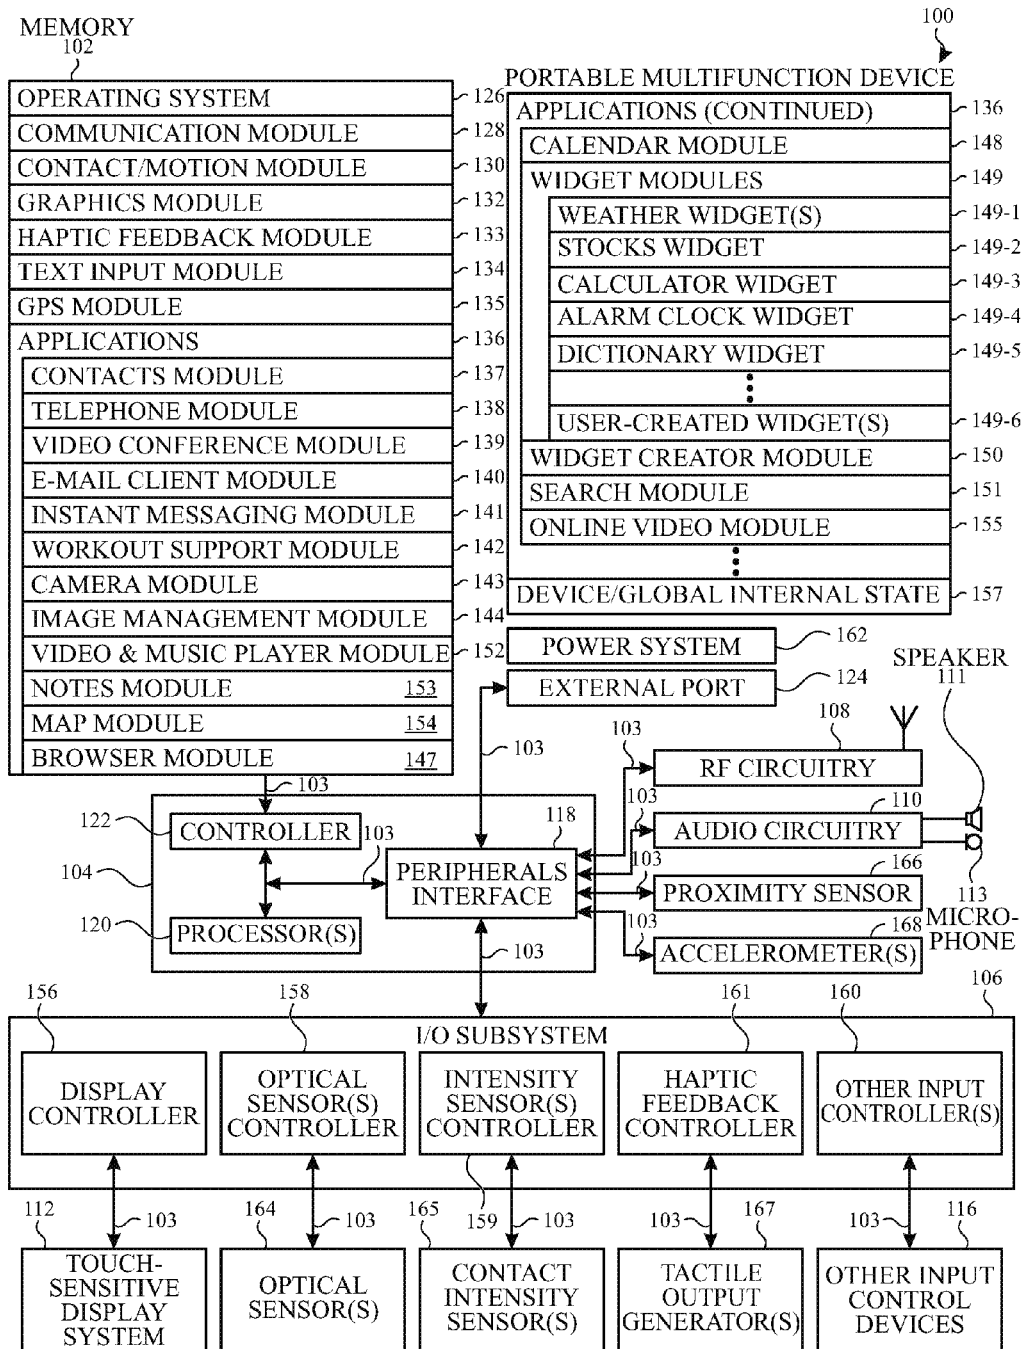 MEMORY
102
OPERATING SYSTEM 126
COMMUNICATION MODULE 128
CONTACT/MOTION MODULE 130
GRAPHICS MODULE 132
HAPTIC FEEDBACK MODULE 133
TEXT INPUT MODULE 134
GPS MODULE 135
APPLICATIONS 136
CONTACTS MODULE 137
TELEPHONE MODULE 138
VIDEO CONFERENCE MODULE 139
E-MAIL CLIENT MODULE 140
INSTANT MESSAGING MODULE 141
WORKOUT SUPPORT MODULE 142
CAMERA MODULE 143
IMAGE MANAGEMENT MODULE 144
VIDEO & MUSIC PLAYER MODULE 152
NOTES MODULE 153
MAP MODULE 154
BROWSER MODULE 147
100
PORTABLE MULTIFUNCTION DEVICE
APPLICATIONS (CONTINUED) 136
CALENDAR MODULE 148
WIDGET MODULES 149
WEATHER WIDGET(S) 149-1
STOCKS WIDGET 149-2
CALCULATOR WIDGET 149-3
ALARM CLOCK WIDGET 149-4
DICTIONARY WIDGET 149-5
USER-CREATED WIDGET(S) 149-6
WIDGET CREATOR MODULE 150
SEARCH MODULE 151
ONLINE VIDEO MODULE 155
DEVICE/GLOBAL INTERNAL STATE 157
POWER SYSTEM 162
EXTERNAL PORT 124
SPEAKER
111
103
103
108
RF CIRCUITRY
103
103
110
AUDIO CIRCUITRY
122
CONTROLLER
103
118
PERIPHERALS
INTERFACE
103
166
PROXIMITY SENSOR
113
MICRO-
PHONE
104
120
PROCESSOR(S)
103
103
168
ACCELEROMETER(S)
156
158
161
160
106
I/O SUBSYSTEM
DISPLAY
CONTROLLER
OPTICAL
SENSOR(S)
CONTROLLER
INTENSITY
SENSOR(S)
CONTROLLER
HAPTIC
FEEDBACK
CONTROLLER
OTHER INPUT
CONTROLLER(S)
112
103
164
103
165
159
103
103
167
103
116
TOUCH-
SENSITIVE
DISPLAY
SYSTEM
OPTICAL
SENSOR(S)
CONTACT
INTENSITY
SENSOR(S)
TACTILE
OUTPUT
GENERATOR(S)
OTHER INPUT
CONTROL
DEVICES